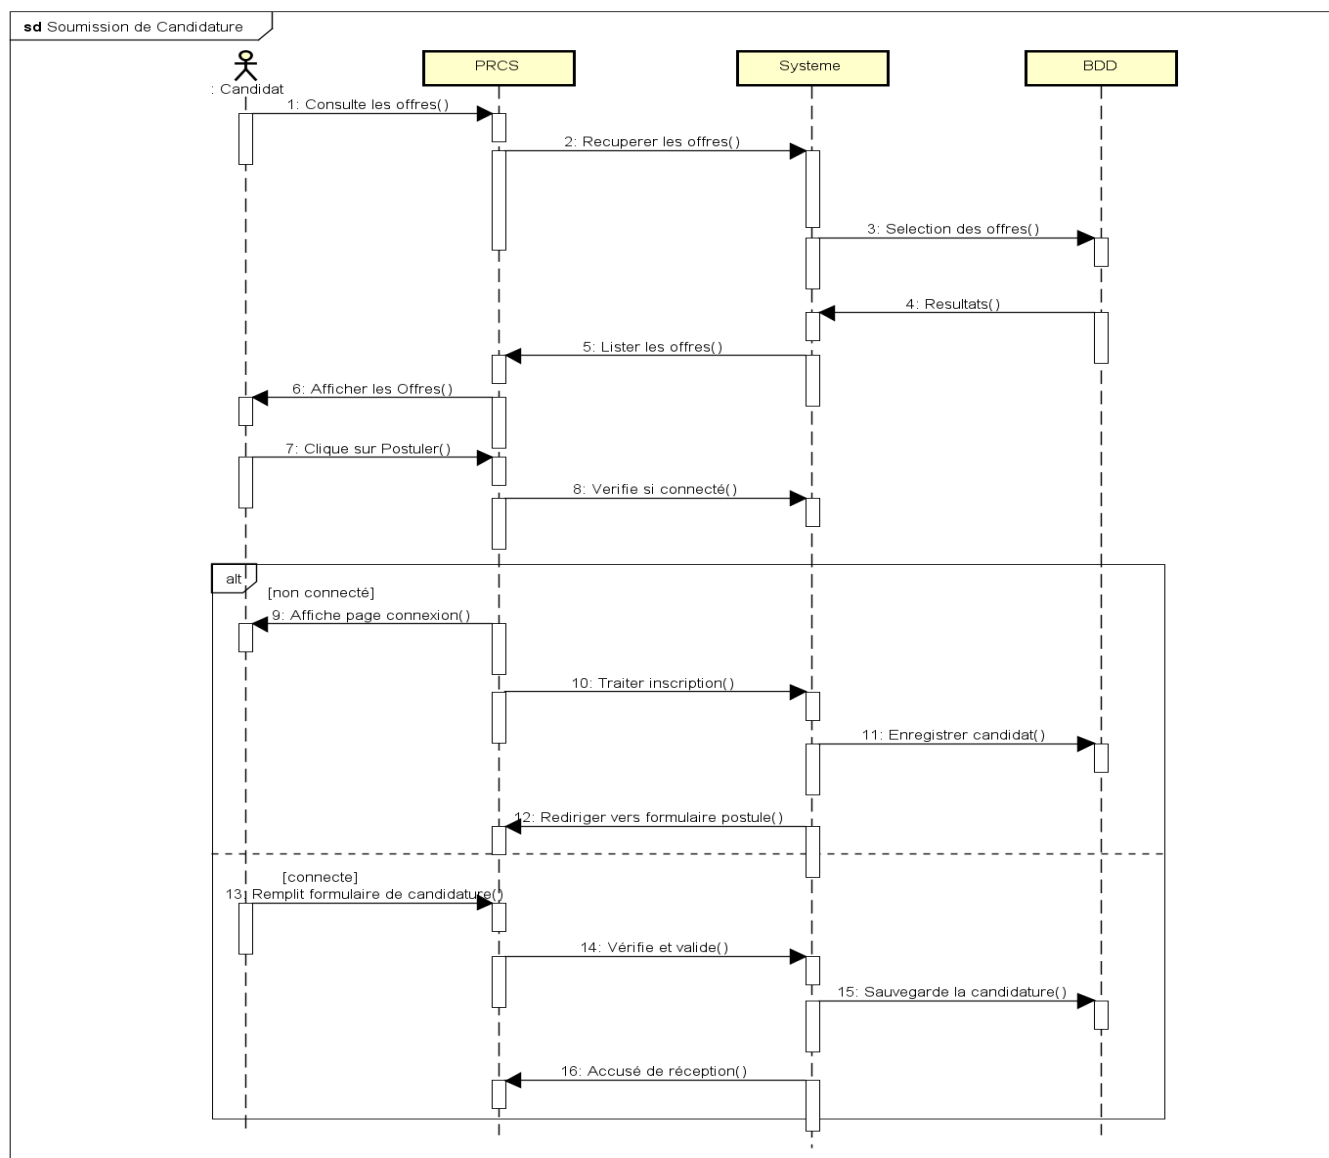 sd Soumission de Candidature
: Candidat
PRCS
Systeme
BDD
1: Consulte les offres()
2: Recuperer les offres()
3: Selection des offres()
4: Resultats()
5: Lister les offres()
6: Afficher les Offres()
7: Clique sur Postuler()
8: Verifie si connecté()
alt
[non connecté]
9: Affiche page connexion()
10: Traiter inscription()
11: Enregistrer candidat()
12: Rediriger vers formulaire postule()
[connecte]
13: Remplit formulaire de candidature()
14: Vérifie et valide()
15: Sauvegarde la candidature()
16: Accusé de réception()